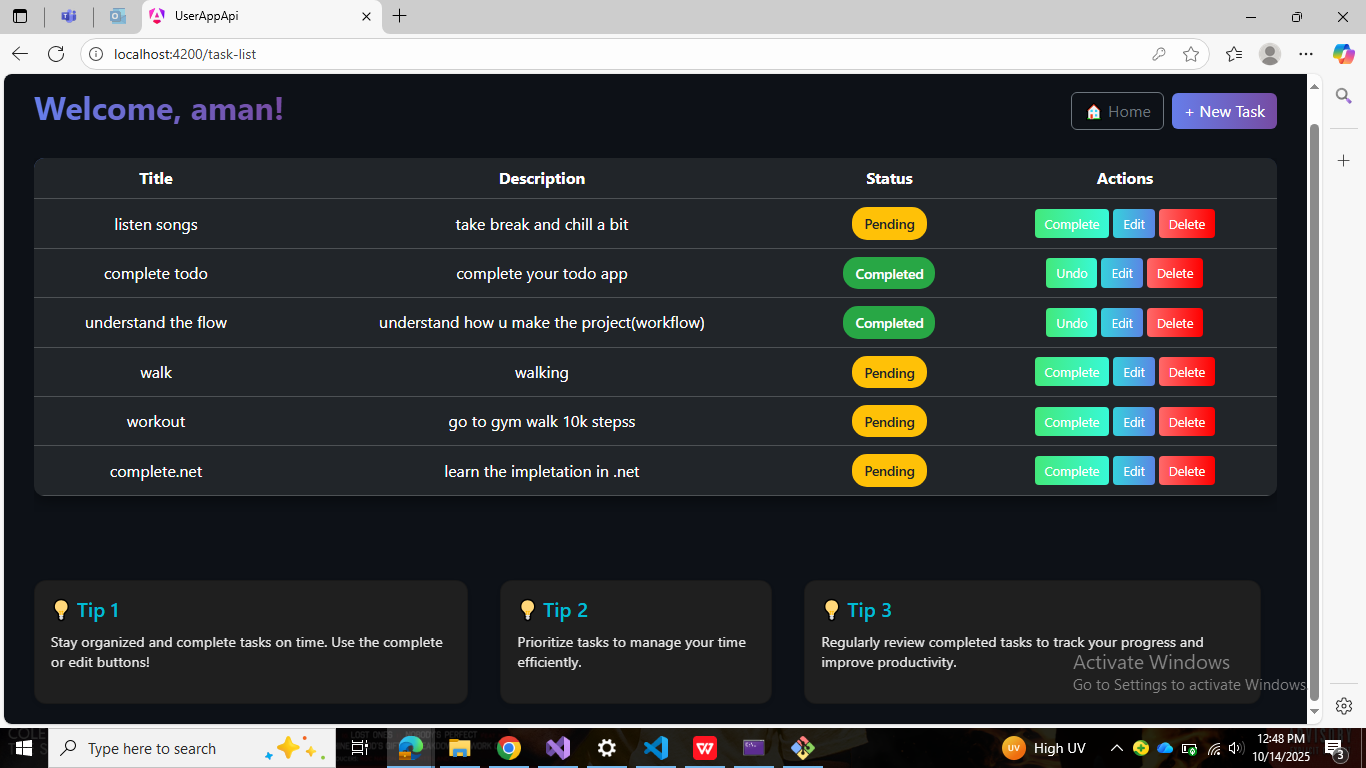 UserAppApi
localhost:4200/task-list
Welcome, aman!
Home
+ New Task
Title Description Status Actions
listen songs take break and chill a bit Pending Complete Edit Delete
complete todo complete your todo app Completed Undo Edit Delete
understand the flow understand how u make the project(workflow) Completed Undo Edit Delete
walk walking Pending Complete Edit Delete
workout go to gym walk 10k stepss Pending Complete Edit Delete
complete.net learn the impletation in .net Pending Complete Edit Delete
Tip 1
Stay organized and complete tasks on time. Use the complete
or edit buttons!
Tip 2
Prioritize tasks to manage your time
efficiently.
Tip 3
Regularly review completed tasks to track your progress and
improve productivity.
Activate Windows
Go to Settings to activate Windows.
Type here to search
UV
High UV
12:48 PM
10/14/2025
3